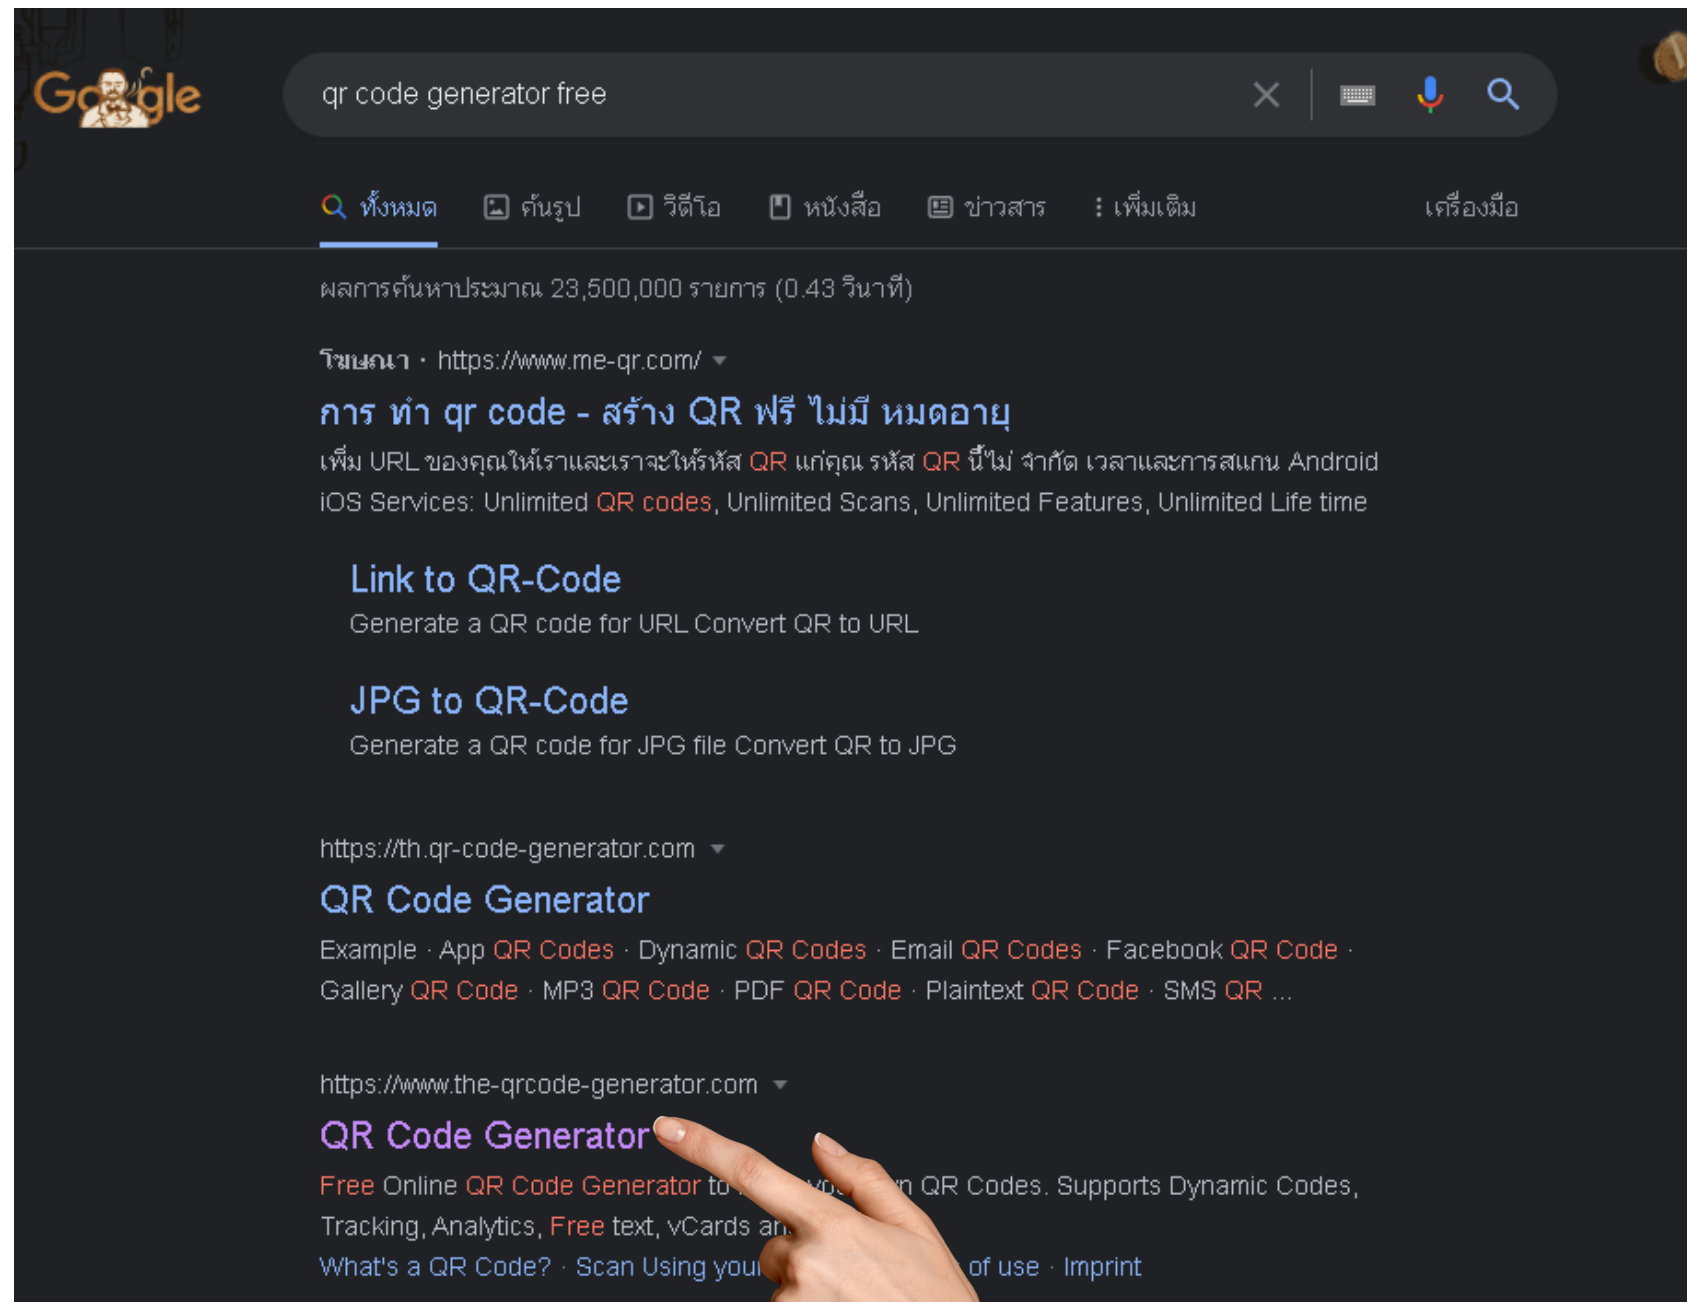 Google
qr code generator free
ทั้งหมด ค้นรูป วิดีโอ หนังสือ ข่าวสาร เพิ่มเติม เครื่องมือ
ผลการค้นหาประมาณ 23,500,000 รายการ (0.43 วินาที)
โฆษณา · https://www.me-qr.com/
การ ทํา qr code - สร้าง QR ฟรี ไม่มี หมดอายุ
เพิ่ม URL ของคุณให้เราและเราจะให้รหัส QR แก่คุณ รหัส QR นี้ไม่ จํากัด เวลาและการสแกน Android
iOS Services: Unlimited QR codes, Unlimited Scans, Unlimited Features, Unlimited Life time
Link to QR-Code
Generate a QR code for URL Convert QR to URL
JPG to QR-Code
Generate a QR code for JPG file Convert QR to JPG
https://th.qr-code-generator.com
QR Code Generator
Example · App QR Codes · Dynamic QR Codes · Email QR Codes · Facebook QR Code ·
Gallery QR Code · MP3 QR Code · PDF QR Code · Plaintext QR Code · SMS QR ...
https://www.the-qrcode-generator.com
QR Code Generator
Free Online QR Code Generator to QR Codes. Supports Dynamic Codes,
Tracking, Analytics, Free text, vCards
What's a QR Code? · Scan Using your of use · Imprint